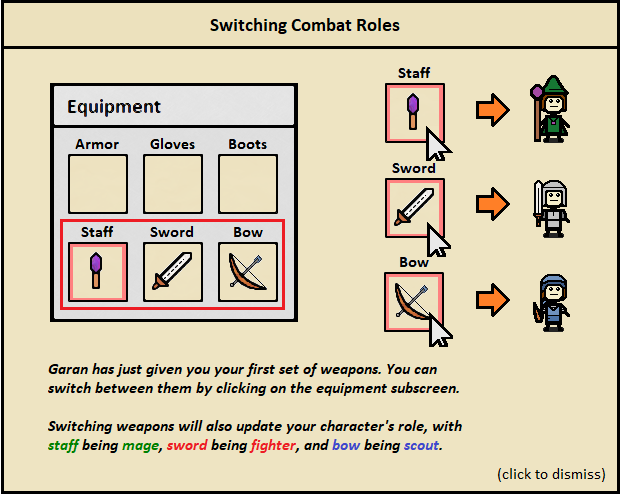 Switching Combat Roles
Equipment
Armor Gloves Boots
Staff Sword Bow
Staff
Sword
Bow
Garan has just given you your first set of weapons. You can
switch between them by clicking on the equipment subscreen.
Switching weapons will also update your character's role, with
staff being mage, sword being fighter, and bow being scout.
(click to dismiss)